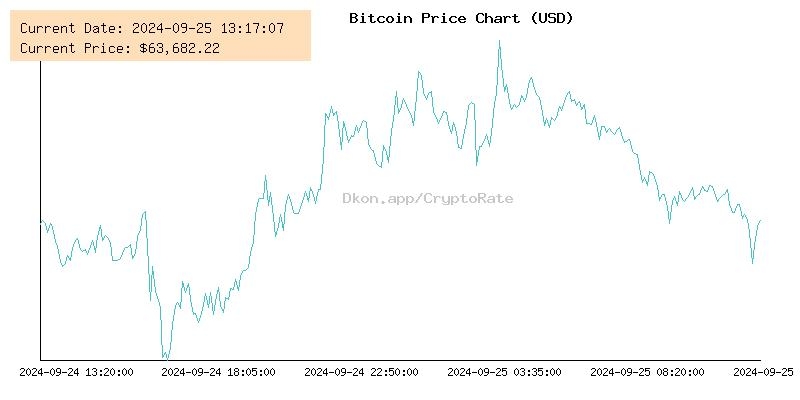 Bitcoin Price Chart (USD)
Current Date: 2024-09-25 13:17:07
Current Price: $63,682.22
Dkon.app/CryptoRate
2024-09-24 13:20:00 2024-09-24 18:05:00 2024-09-24 22:50:00 2024-09-25 03:35:00 2024-09-25 08:20:00 2024-09-25